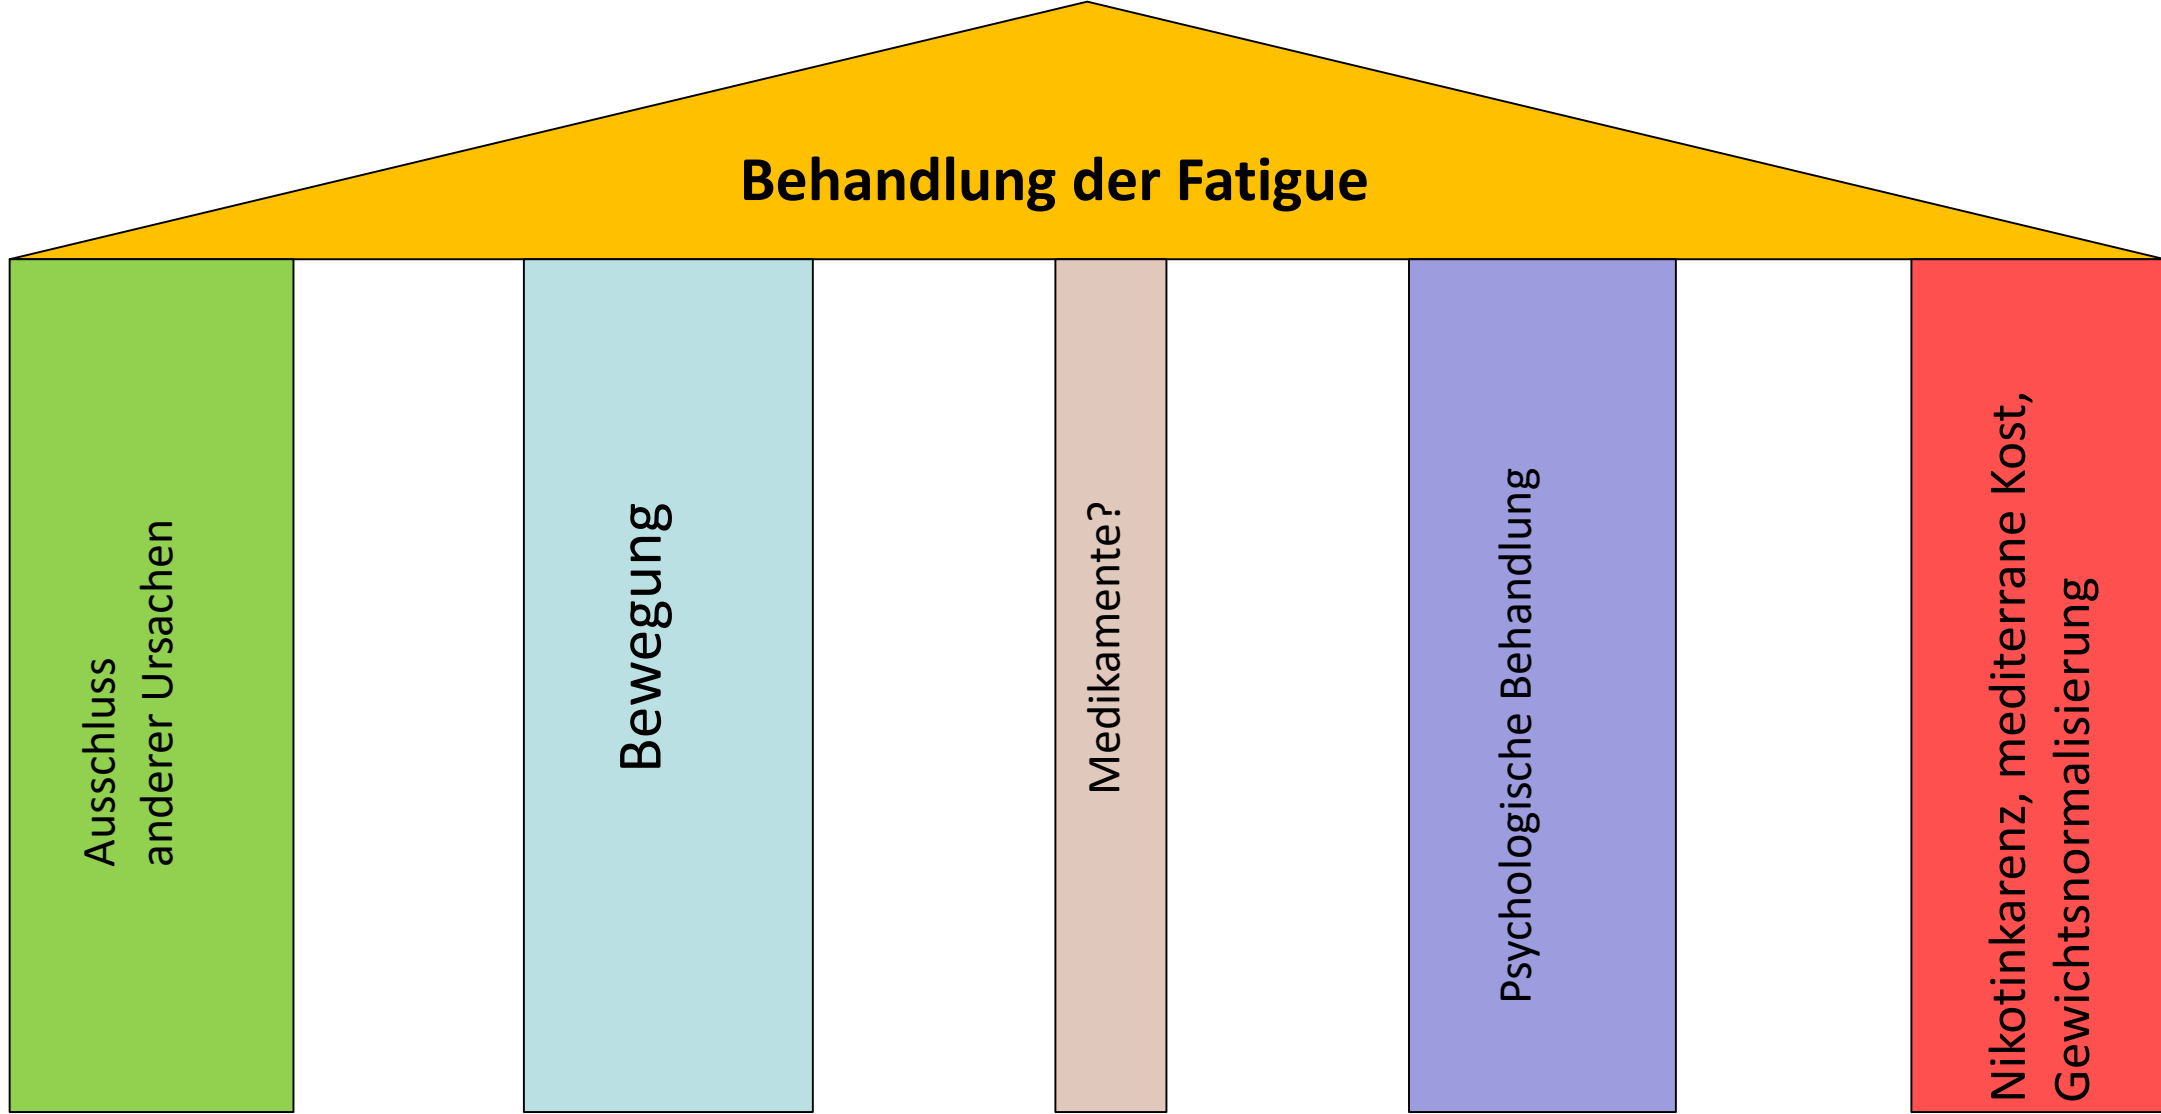 Behandlung der Fatigue
Ausschluss
anderer Ursachen
Bewegung
Medikamente?
Psychologische Behandlung
Nikotinkarenz, mediterrane Kost,
Gewichtsnormalisierung